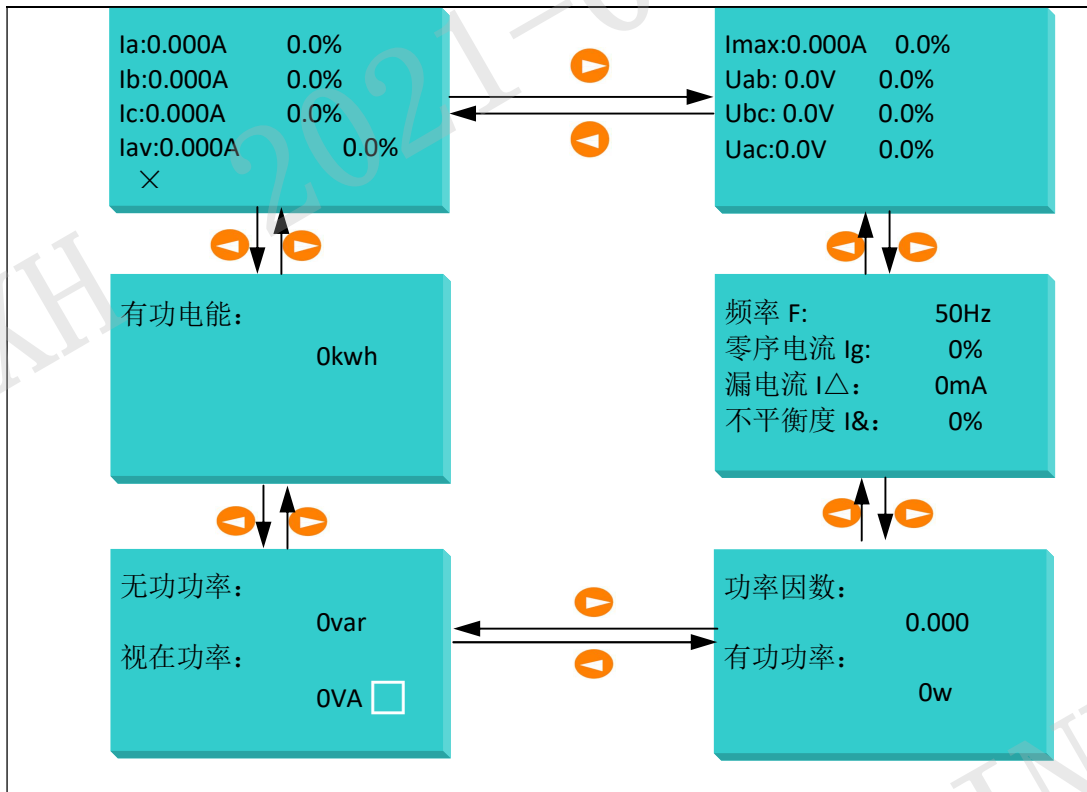 Ia:0.000A 0.0%
Ib:0.000A 0.0%
Ic:0.000A 0.0%
Iav:0.000A 0.0%
×
Imax:0.000A 0.0%
Uab: 0.0V 0.0%
Ubc: 0.0V 0.0%
Uac:0.0V 0.0%
有功电能：
0kwh
频率 F: 50Hz
零序电流 Ig: 0%
漏电流 I△： 0mA
不平衡度 I&： 0%
无功功率：
0var
视在功率：
0VA
功率因数：
0.000
有功功率：
0w